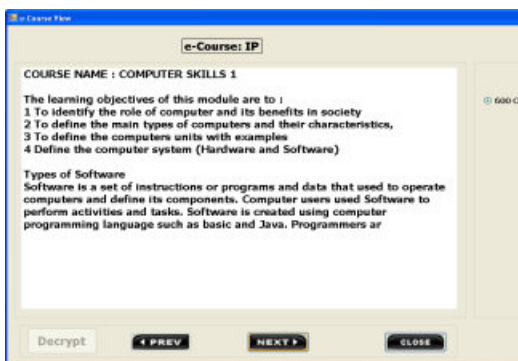 e-Course View
e-Course: IP
COURSE NAME : COMPUTER SKILLS 1
The learning objectives of this module are to :
1 To identify the role of computer and its benefits in society
2 To define the main types of computers and their characteristics,
3 To define the computers units with examples
4 Define the computer system (Hardware and Software)
Types of Software
Software is a set of instructions or programs and data that used to operate
computers and define its components. Computer users used Software to
perform activities and tasks. Software is created using computer
programming language such as basic and Java. Programmers ar
Decrypt
PREV
NEXT
CLOSE